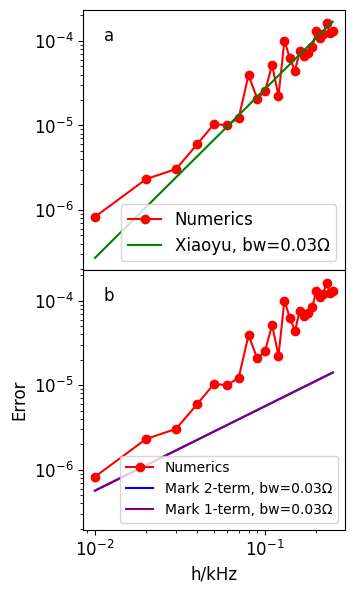 a
10⁻⁴
10⁻⁵
10⁻⁶
Numerics
Xiaoyu, bw=0.03Ω
b
10⁻⁴
10⁻⁵
10⁻⁶
Error
Numerics
Mark 2-term, bw=0.03Ω
Mark 1-term, bw=0.03Ω
10⁻² 10⁻¹
h/kHz